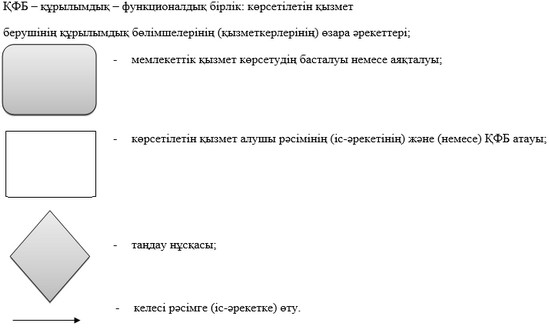 ҚФБ – құрылымдық – функционалдық бірлік: көрсетілетін қызмет
берушінің құрылымдық бөлімшелерінің (қызметкерлерінің) өзара әрекеттері;
- мемлекеттік қызмет көрсетудің басталуы немесе аяқталуы;
- көрсетілетін қызмет алушы рәсімінің (іс-әрекетінің) және (немесе) ҚФБ атауы;
- таңдау нұсқасы;
- келесі рәсімге (іс-әрекетке) өту.